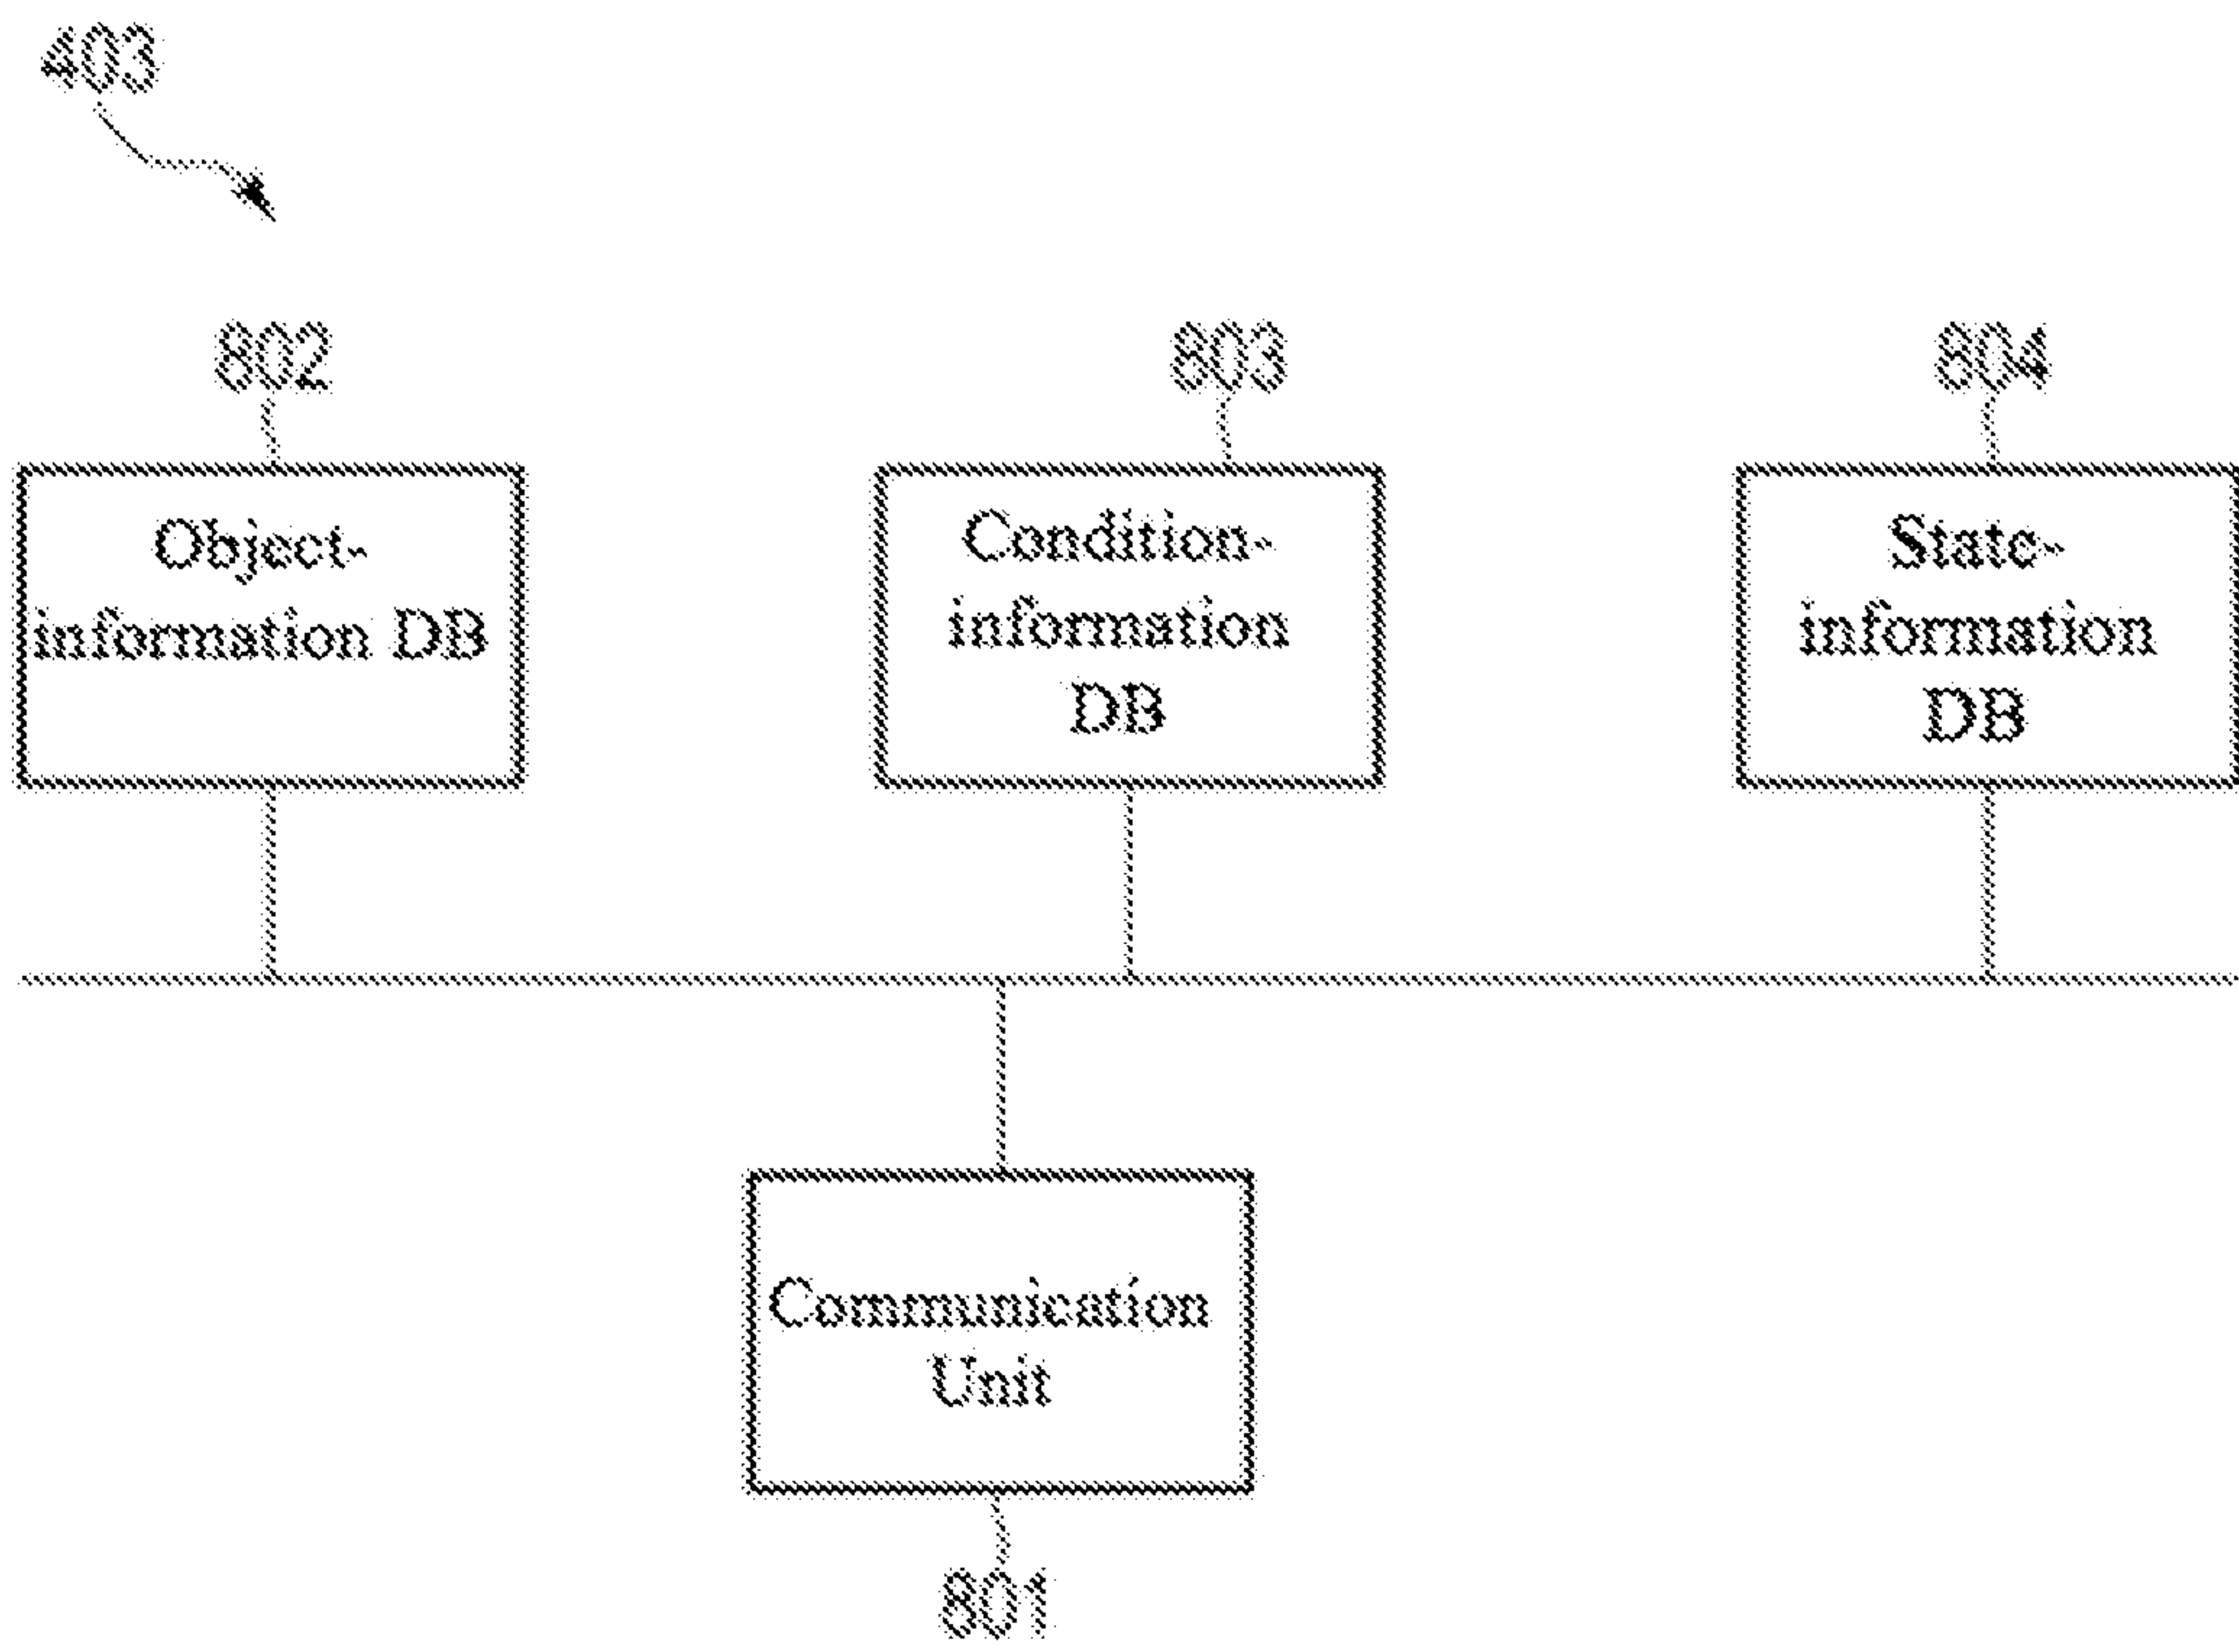 403
802
803
804
Object-
information DB
Condition-
information
DB
State-
information
DB
Communication
Unit
801